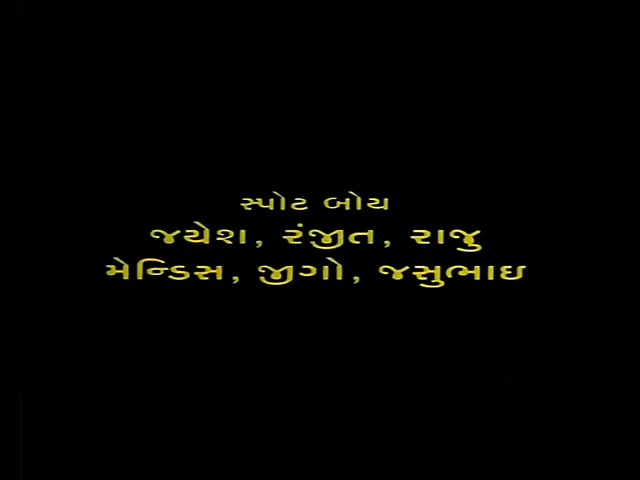 સ્પોટ બોય
જયેશ, રંજીત, રાજુ
મેન્ડિસ, જીગો, જસુભાઇ